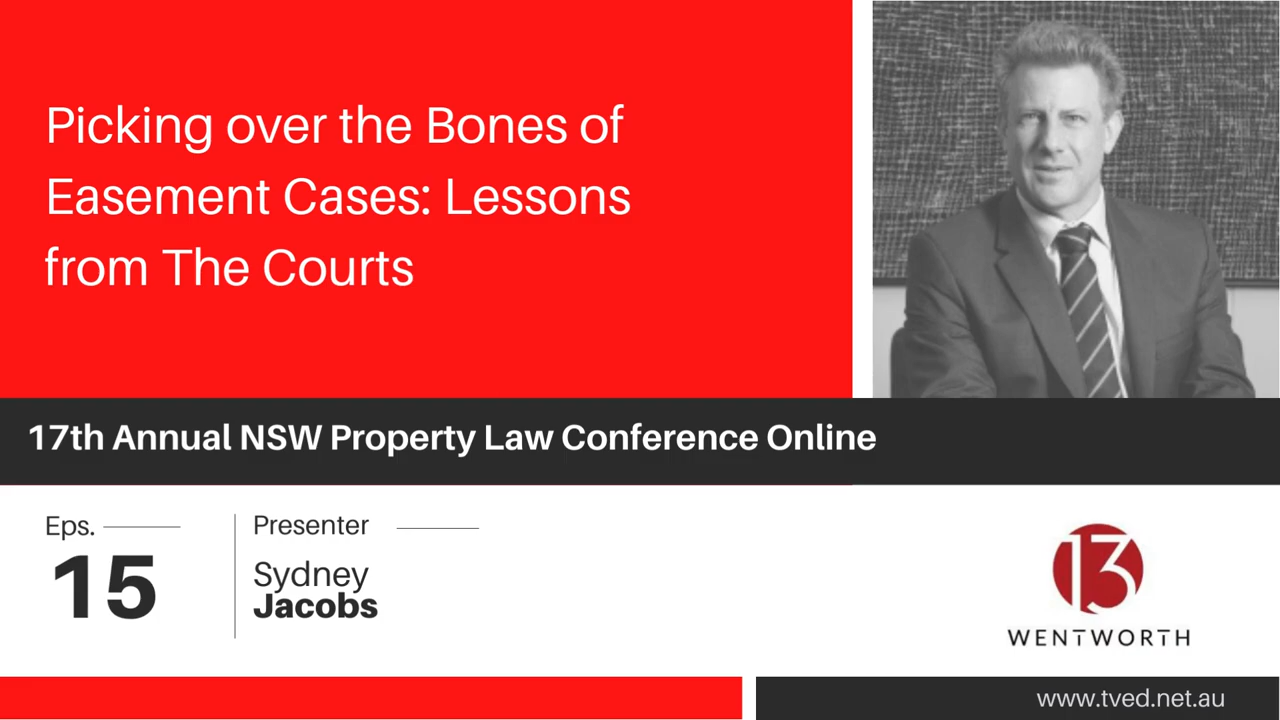 Picking over the Bones of
Easement Cases: Lessons
from The Courts
17th Annual NSW Property Law Conference Online
Eps.
15
Presenter
Sydney
Jacobs
13
WENTWORTH
www.tved.net.au